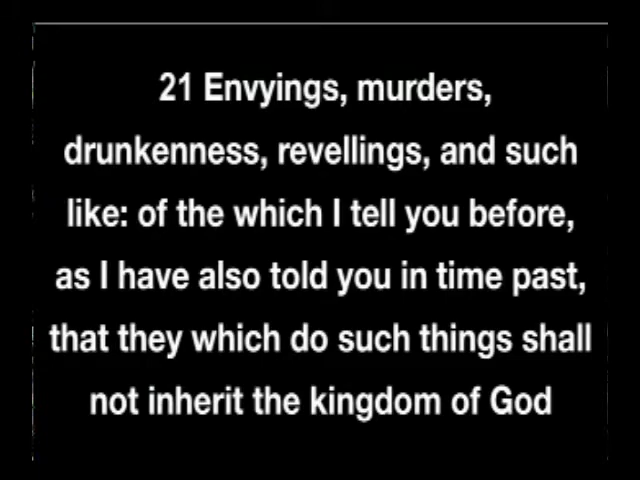 21 Envyings, murders,
drunkenness, revellings, and such
like: of the which I tell you before,
as I have also told you in time past,
that they which do such things shall
not inherit the kingdom of God